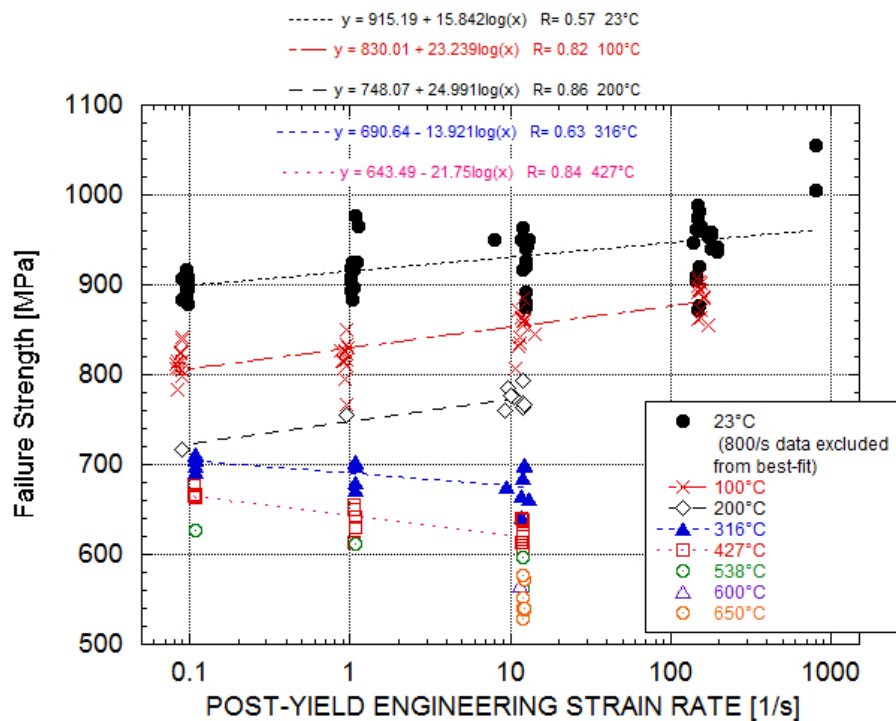 y = 915.19 + 15.842log(x) R= 0.57 23°C
y = 830.01 + 23.239log(x) R= 0.82 100°C
y = 748.07 + 24.991log(x) R= 0.86 200°C
y = 690.64 - 13.921log(x) R= 0.63 316°C
y = 643.49 - 21.75log(x) R= 0.84 427°C
1100
1000
900
800
700
600
500
Failure Strength [MPa]
23°C
(800/s data excluded
from best-fit)
100°C
200°C
316°C
427°C
538°C
600°C
650°C
0.1 1 10 100 1000
POST-YIELD ENGINEERING STRAIN RATE [1/s]